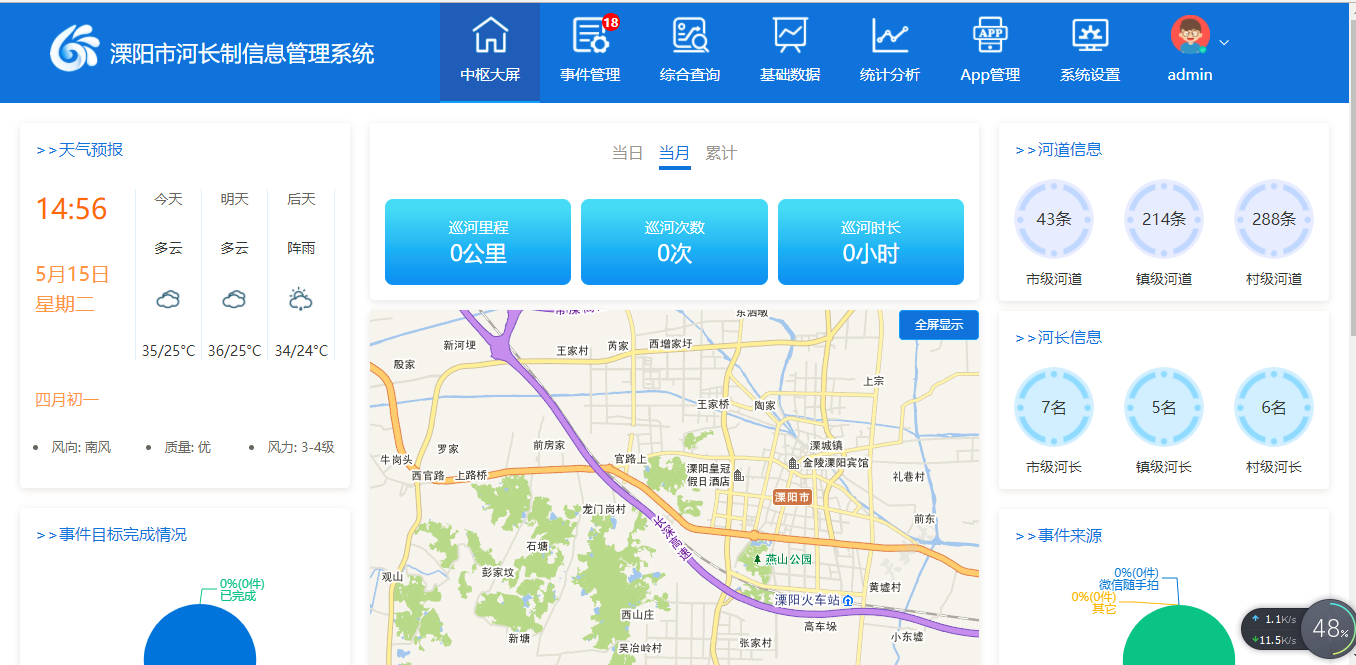 溧阳市河长制信息管理系统
中枢大屏
18
事件管理
综合查询
基础数据
统计分析
APP
App管理
系统设置
admin
>>天气预报
14:56
5月15日
星期二
今天
明天
后天
多云
多云
阵雨
35/25°C
36/25°C
34/24°C
四月初一
风向: 南风
质量: 优
风力: 3-4级
>>事件目标完成情况
0%(0件)
已完成
当日
当月
累计
巡河里程
0公里
巡河次数
0次
巡河时长
0小时
全屏显示
新河埂
王家村
芮家
西增家圩
殷家
上宗
王家桥
陶家
罗家
前房家
溧城镇
牛岗头
官路上
溧阳皇冠
假日酒店
金陵溧阳宾馆
西官路
上路桥
礼巷村
溧阳市
龙门岗村
前东
长深高速
石塘
燕山公园
观山
彭家坟
黄墟村
溧阳火车站
西山庄
高车垛
新塘
张家村
小东墟
吴冶岭村
>>河道信息
43条
214条
288条
市级河道
镇级河道
村级河道
>>河长信息
7名
5名
6名
市级河长
镇级河长
村级河长
>>事件来源
0%(0件)
微信随手拍
0%(0件)
其它
1.1K/s
11.5K/s
48%